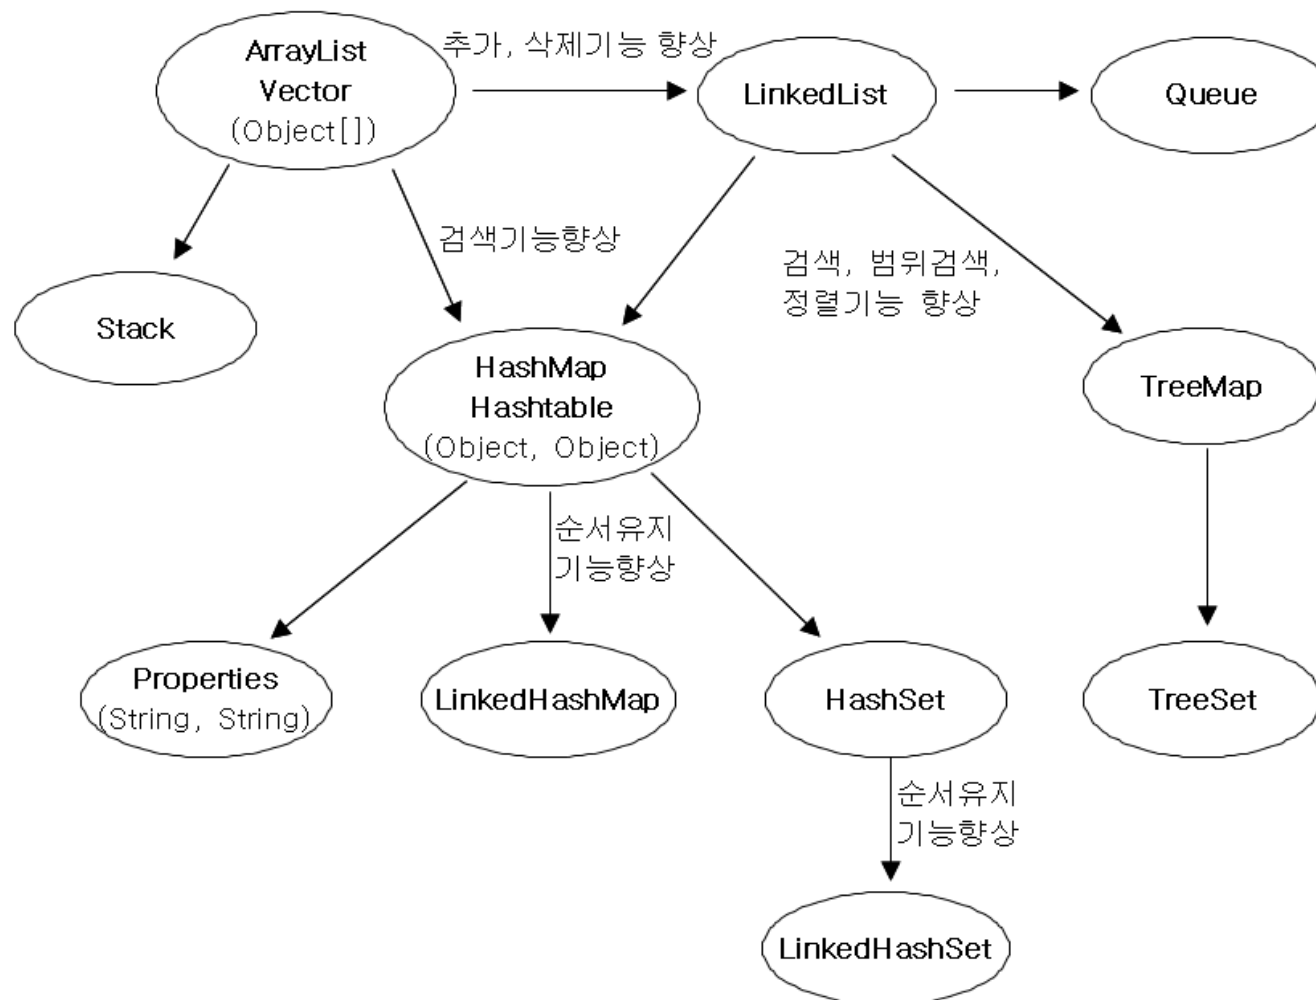 ArrayList
Vector
(Object[])
추가, 삭제기능 향상
LinkedList
Queue
검색기능향상
검색, 범위검색,
정렬기능 향상
Stack
HashMap
Hashtable
(Object, Object)
TreeMap
순서유지
기능향상
Properties
(String, String)
LinkedHashMap
HashSet
TreeSet
순서유지
기능향상
LinkedHashSet